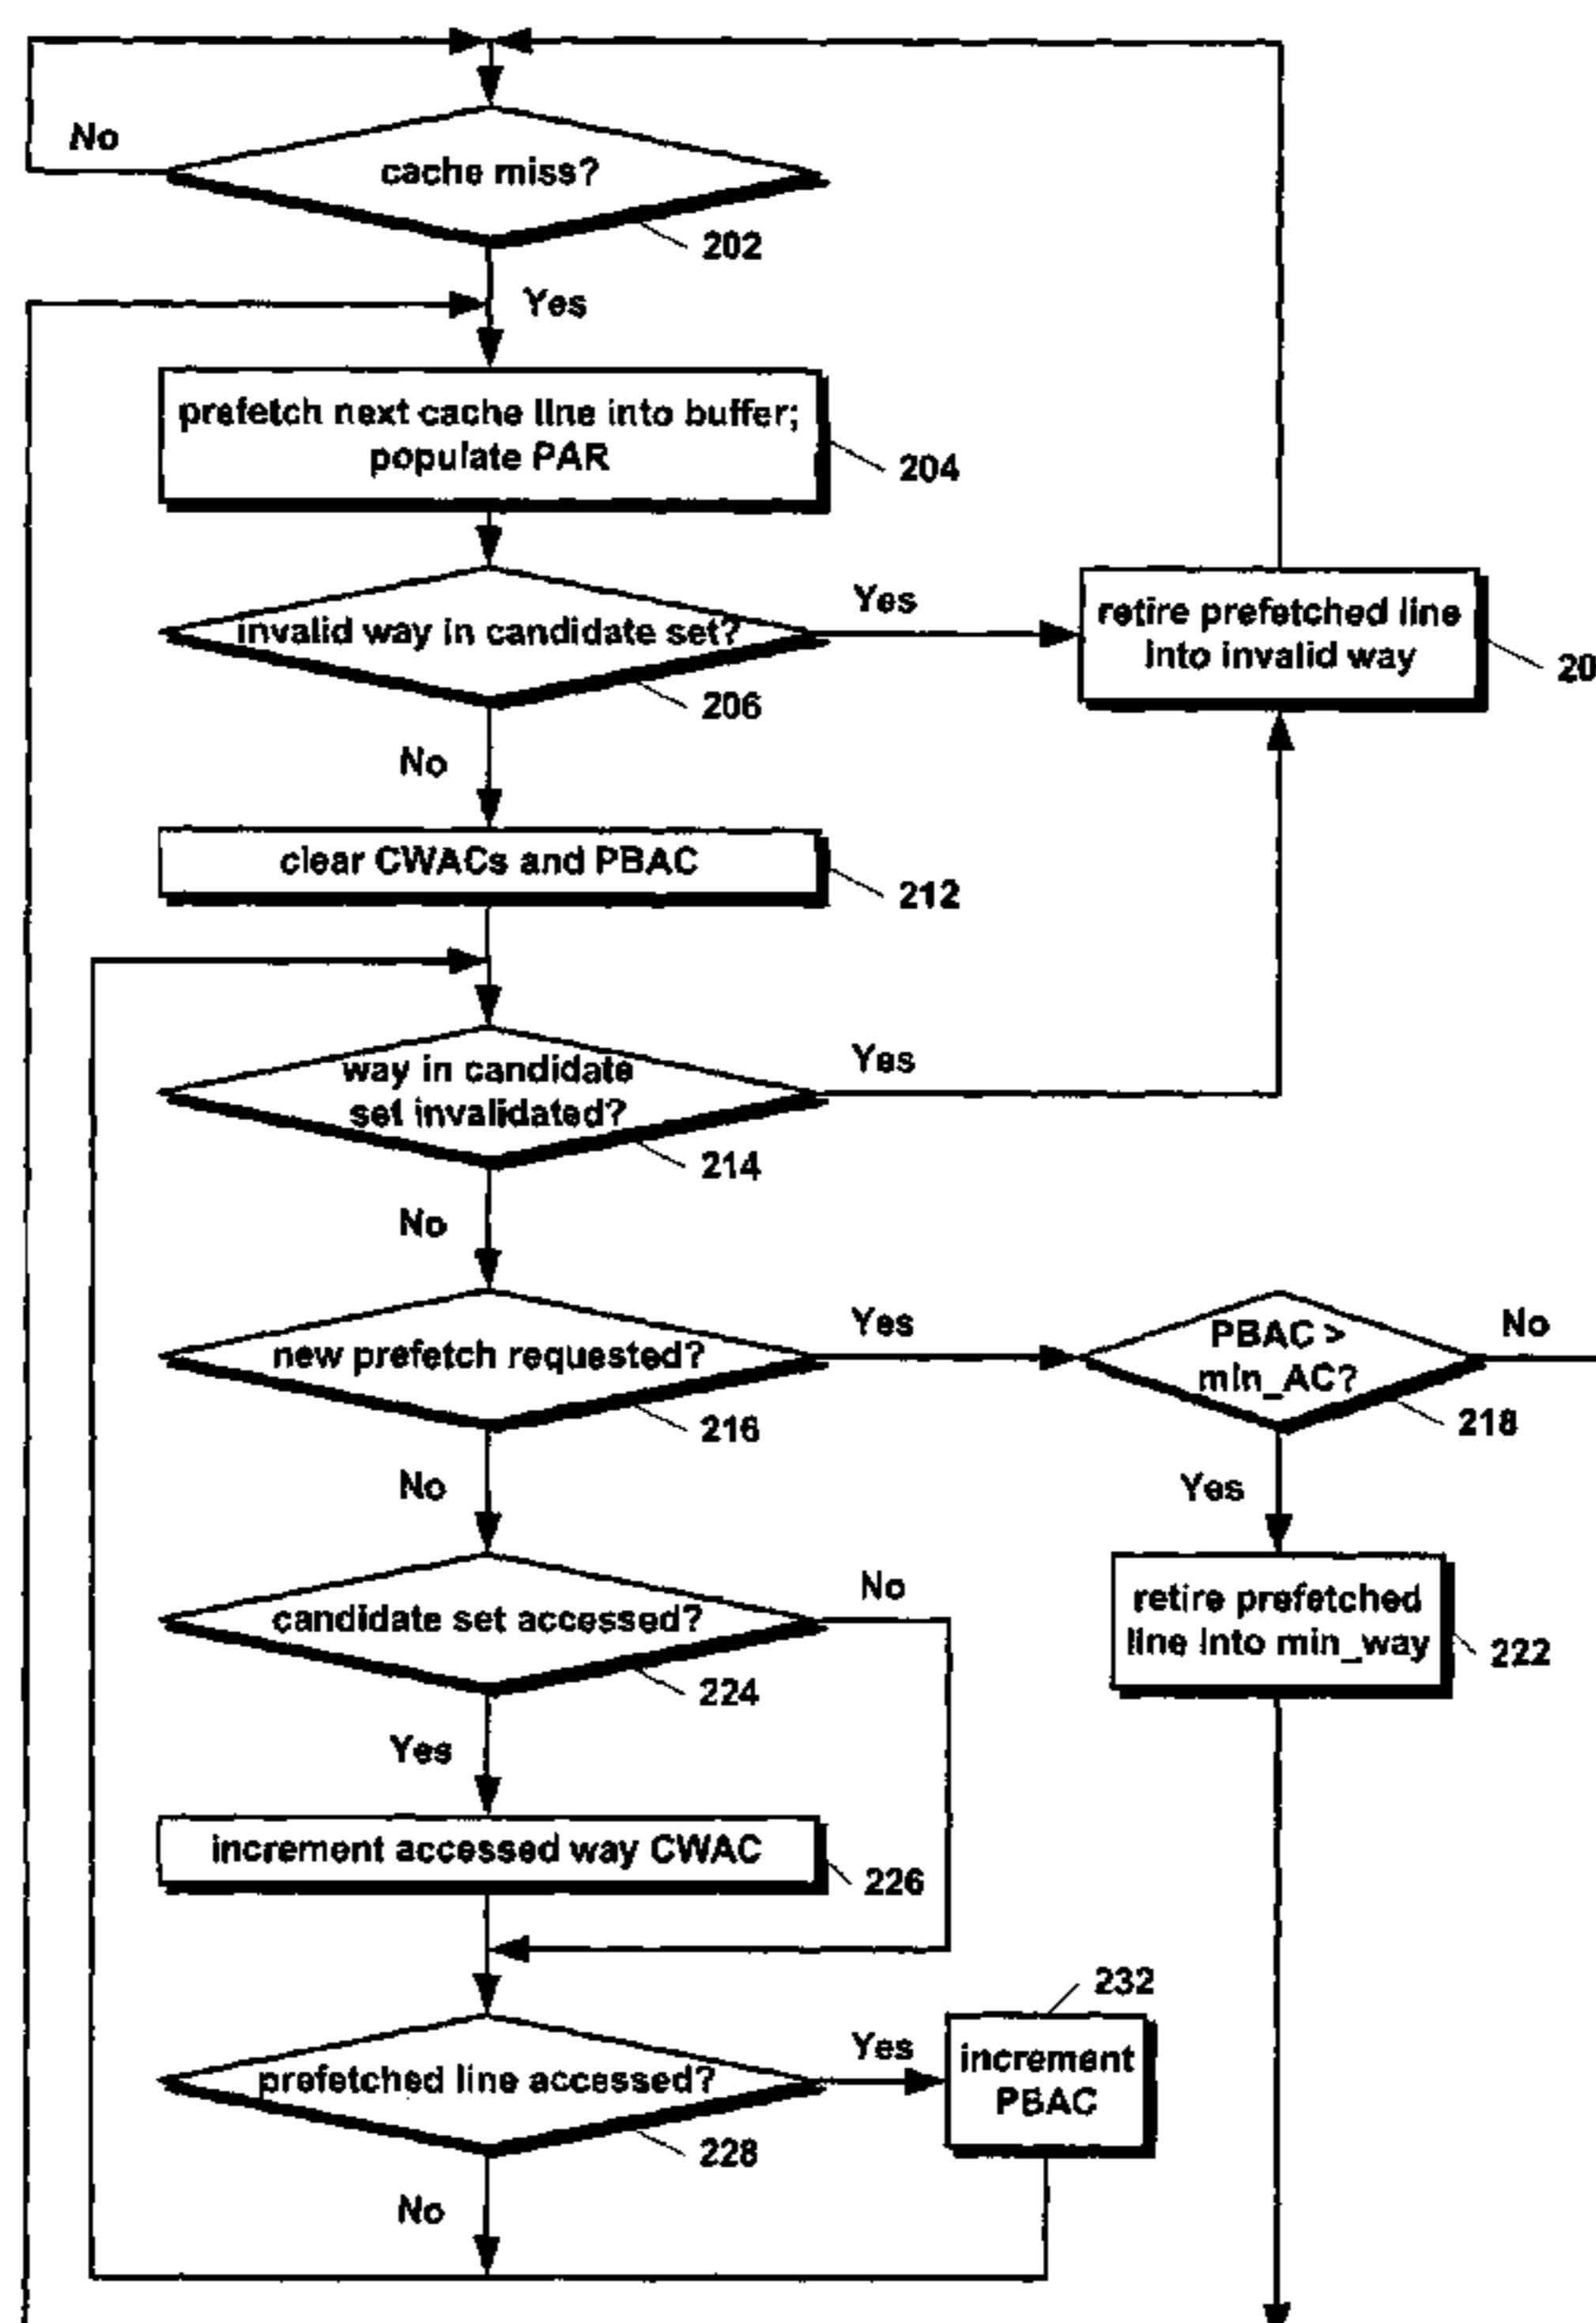 No
cache miss?
202
Yes
prefetch next cache line into buffer;
populate PAR
204
invalid way in candidate set?
206
Yes
retire prefetched line
into invalid way
20
No
clear CWACs and PBAC
212
way in candidate
set invalidated?
214
Yes
No
new prefetch requested?
216
Yes
PBAC >
min_AC?
218
No
No
Yes
retire prefetched
line into min_way
222
candidate set accessed?
224
No
Yes
increment accessed way CWAC
226
232
prefetched line accessed?
228
Yes
increment
PBAC
No